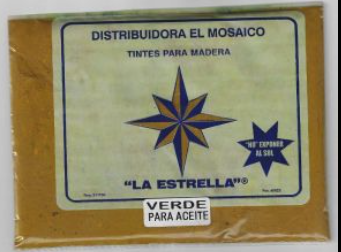 DISTRIBUIDORA EL MOSAICO
TINTES PARA MADERA
"NO" EXPONER
AL SOL
"LA ESTRELLA"®
VERDE
PARA ACEITE